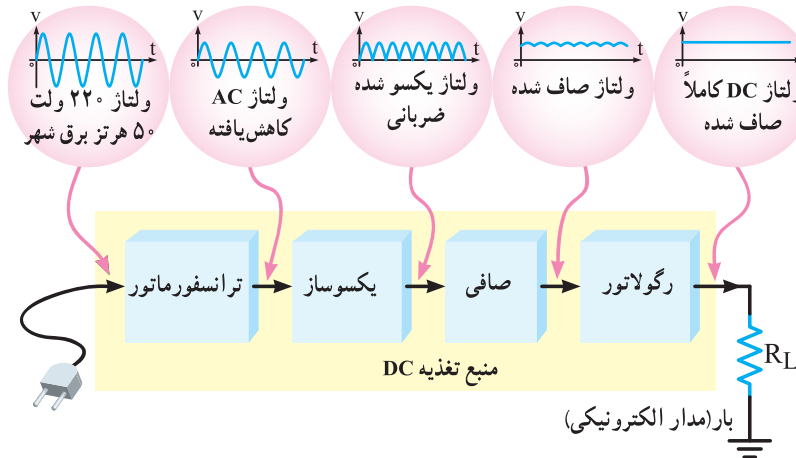 v
t
ولتاژ ۲۲۰ ولت
۵۰ هرتز برق شهر
v
t
ولتاژ AC
کاهش‌یافته
v
t
ولتاژ یکسو شده
ضربانی
v
t
ولتاژ صاف شده
v
t
ولتاژ DC کاملاً
صاف شده
ترانسفورماتور
یکسوساز
صافی
رگولاتور
منبع تغذیه DC
R_L
بار(مدار الکترونیکی)